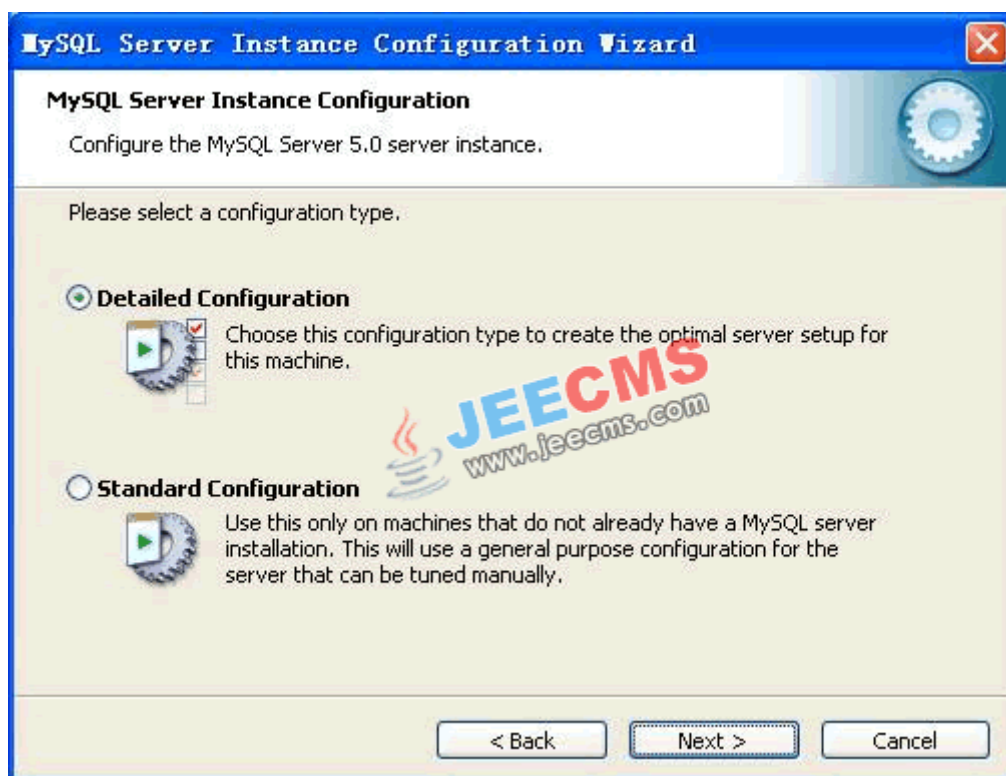 MySQL Server Instance Configuration Wizard
MySQL Server Instance Configuration
Configure the MySQL Server 5.0 server instance.
Please select a configuration type.
Detailed Configuration
Choose this configuration type to create the optimal server setup for
this machine.
JEECMS
www.jeecms.com
Standard Configuration
Use this only on machines that do not already have a MySQL server
installation. This will use a general purpose configuration for the
server that can be tuned manually.
< Back
Next >
Cancel